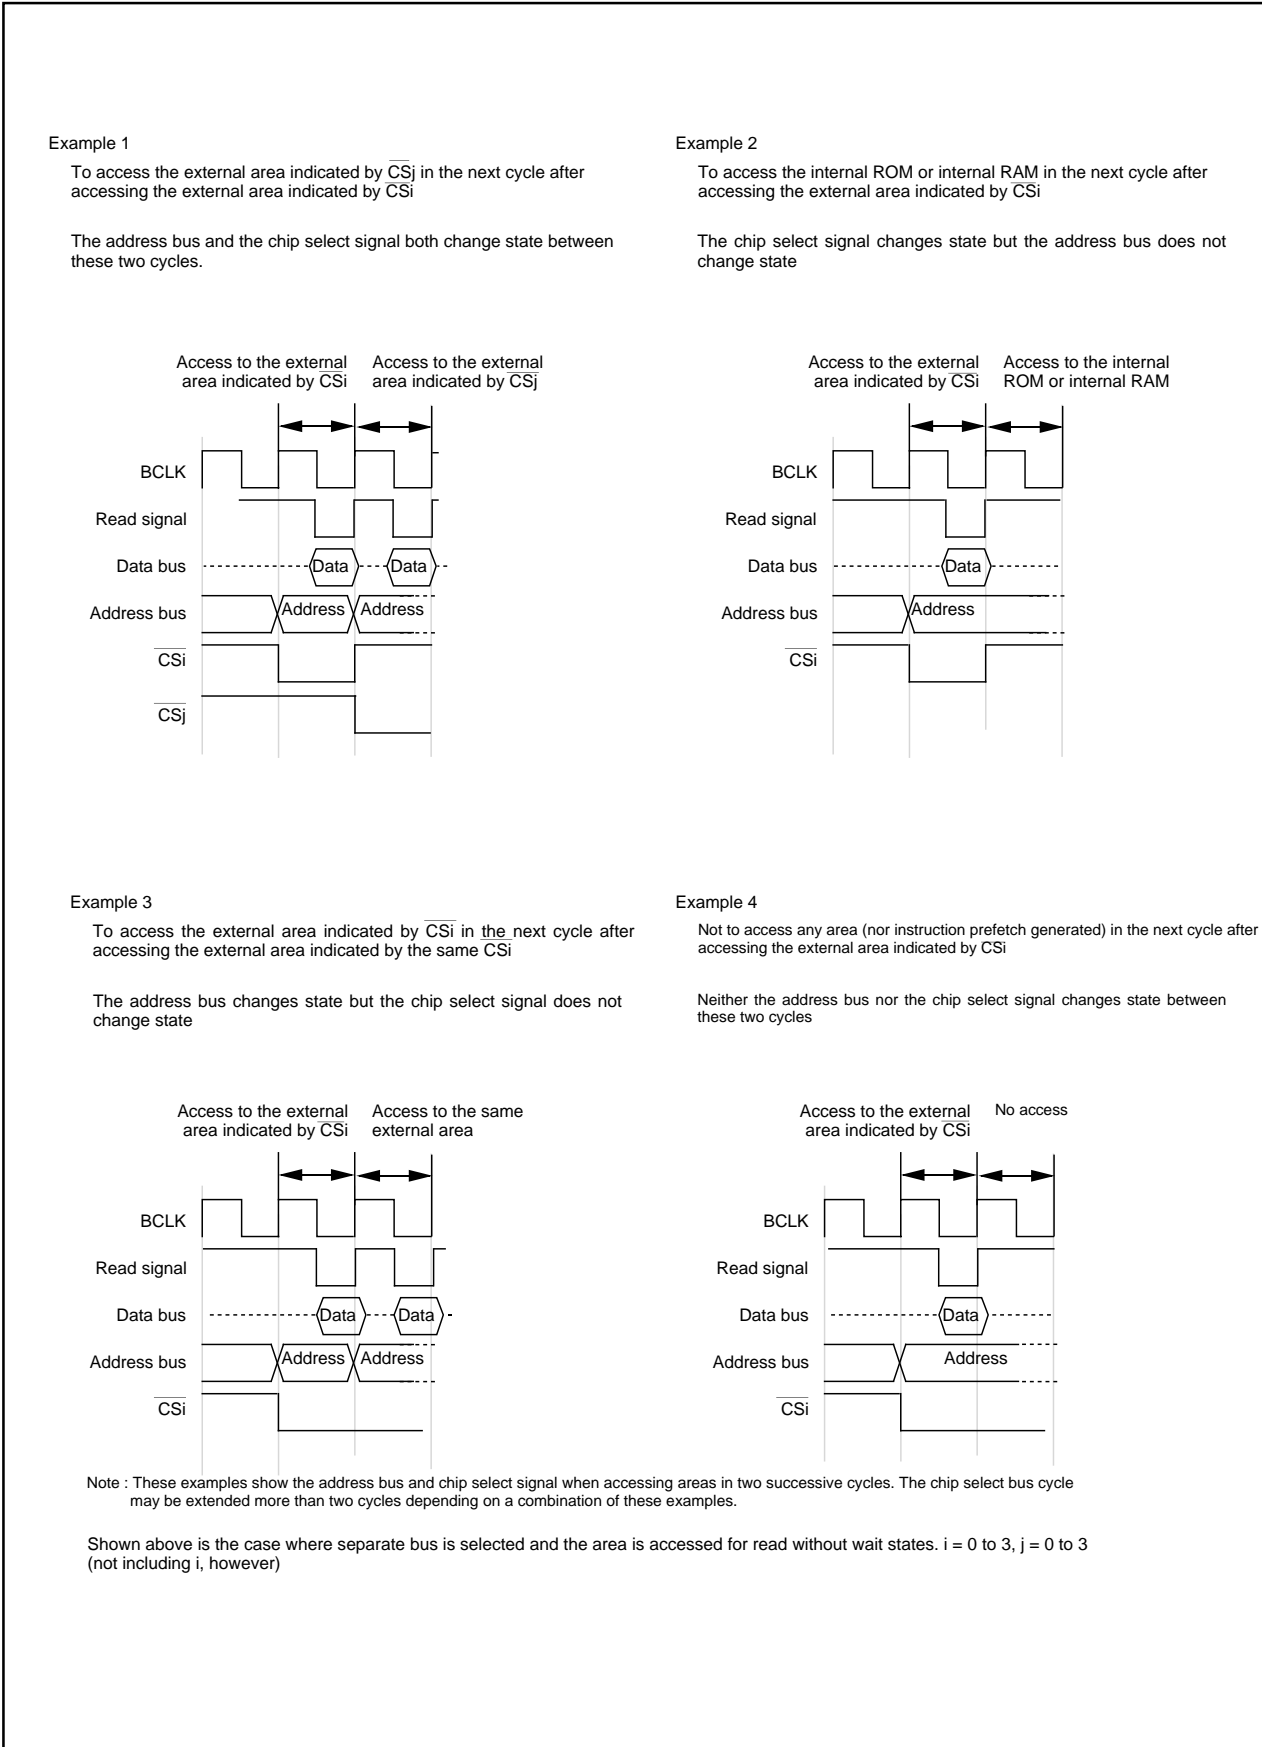 Example 1
To access the external area indicated by CSj in the next cycle after
accessing the external area indicated by CSi
The address bus and the chip select signal both change state between
these two cycles.
Access to the external
area indicated by CSi
Access to the external
area indicated by CSj
BCLK
Read signal
Data bus
Data
Data
Address bus
Address
Address
CSi
CSj
Example 2
To access the internal ROM or internal RAM in the next cycle after
accessing the external area indicated by CSi
The chip select signal changes state but the address bus does not
change state
Access to the external
area indicated by CSi
Access to the internal
ROM or internal RAM
BCLK
Read signal
Data bus
Data
Address bus
Address
CSi
Example 3
To access the external area indicated by CSi in the next cycle after
accessing the external area indicated by the same CSi
The address bus changes state but the chip select signal does not
change state
Access to the external
area indicated by CSi
Access to the same
external area
BCLK
Read signal
Data bus
Data
Data
Address bus
Address
Address
CSi
Example 4
Not to access any area (nor instruction prefetch generated) in the next cycle after
accessing the external area indicated by CSi
Neither the address bus nor the chip select signal changes state between
these two cycles
Access to the external
area indicated by CSi
No access
BCLK
Read signal
Data bus
Data
Address bus
Address
CSi
Note : These examples show the address bus and chip select signal when accessing areas in two successive cycles. The chip select bus cycle
may be extended more than two cycles depending on a combination of these examples.
Shown above is the case where separate bus is selected and the area is accessed for read without wait states. i = 0 to 3, j = 0 to 3
(not including i, however)